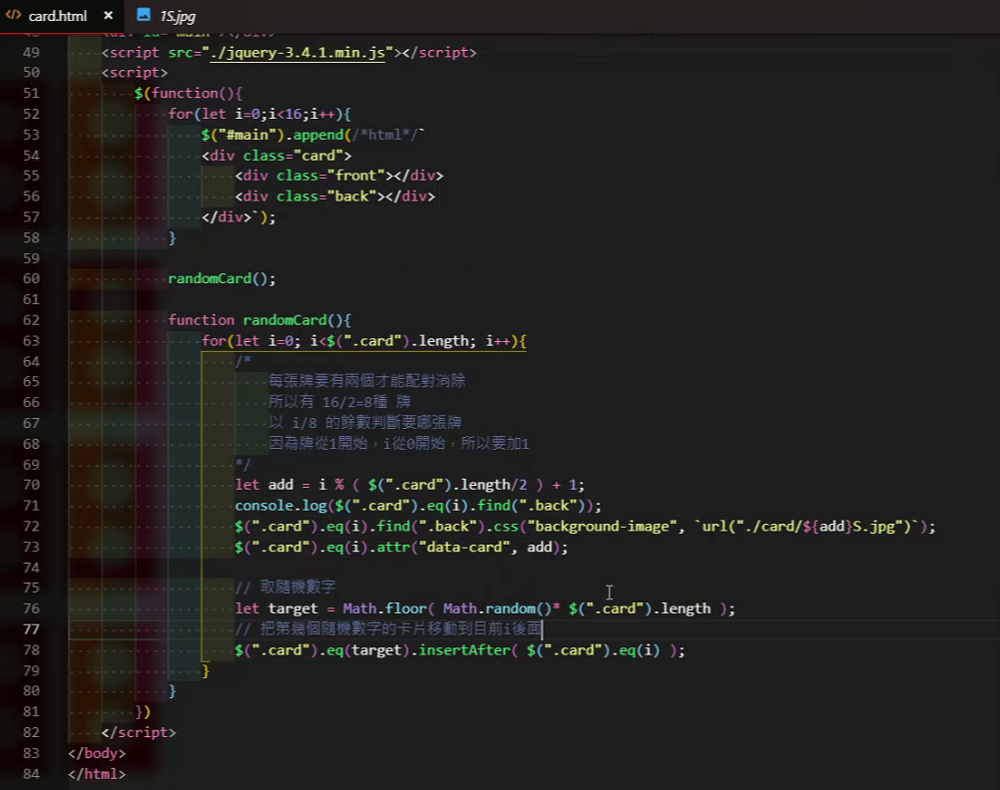 card.html × 1S.jpg
49 <script src="./jquery-3.4.1.min.js"></script>
50 <script>
51 $(function(){
52 for(let i=0;i<16;i++){
53 $("#main").append(/*html*/`
54 <div class="card">
55 <div class="front"></div>
56 <div class="back"></div>
57 </div>`);
58 }
59
60 randomCard();
61
62 function randomCard(){
63 for(let i=0; i<$(".card").length; i++){
64 /*
65 每張牌要有兩個才能配對消除
66 所以有 16/2=8種 牌
67 以 i/8 的餘數判斷要哪張牌
68 因為牌從1開始，i從0開始，所以要加1
69 */
70 let add = i % ( $(".card").length/2 ) + 1;
71 console.log($(".card").eq(i).find(".back"));
72 $(".card").eq(i).find(".back").css("background-image", `url("./card/${add}S.jpg")`);
73 $(".card").eq(i).attr("data-card", add);
74
75 // 取隨機數字
76 let target = Math.floor( Math.random()* $(".card").length );
77 // 把第幾個隨機數字的卡片移動到目前i後面
78 $(".card").eq(target).insertAfter( $(".card").eq(i) );
79 }
80 }
81 })
82 </script>
83 </body>
84 </html>